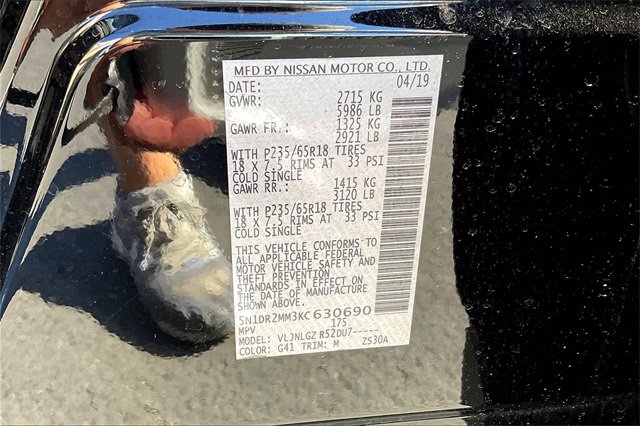 MFD BY NISSAN MOTOR CO., LTD.
DATE: 04/19
GVWR: 2715 KG
5986 LB
GAWR FR.: 1325 KG
2921 LB
WITH P235/65R18 TIRES
18 X 7.5 RIMS AT 33 PSI
COLD SINGLE
GAWR RR.: 1415 KG
3120 LB
WITH P235/65R18 TIRES
18 X 7.5 RIMS AT 33 PSI
COLD SINGLE
THIS VEHICLE CONFORMS TO
ALL APPLICABLE FEDERAL
MOTOR VEHICLE SAFETY AND
THEFT PREVENTION
STANDARDS IN EFFECT ON
THE DATE OF MANUFACTURE
SHOWN ABOVE.
5N1DR2MM3KC630690
MPV 175
MODEL: VLJNLGZ R52DU7-----
COLOR: G41 TRIM: M ZS30A